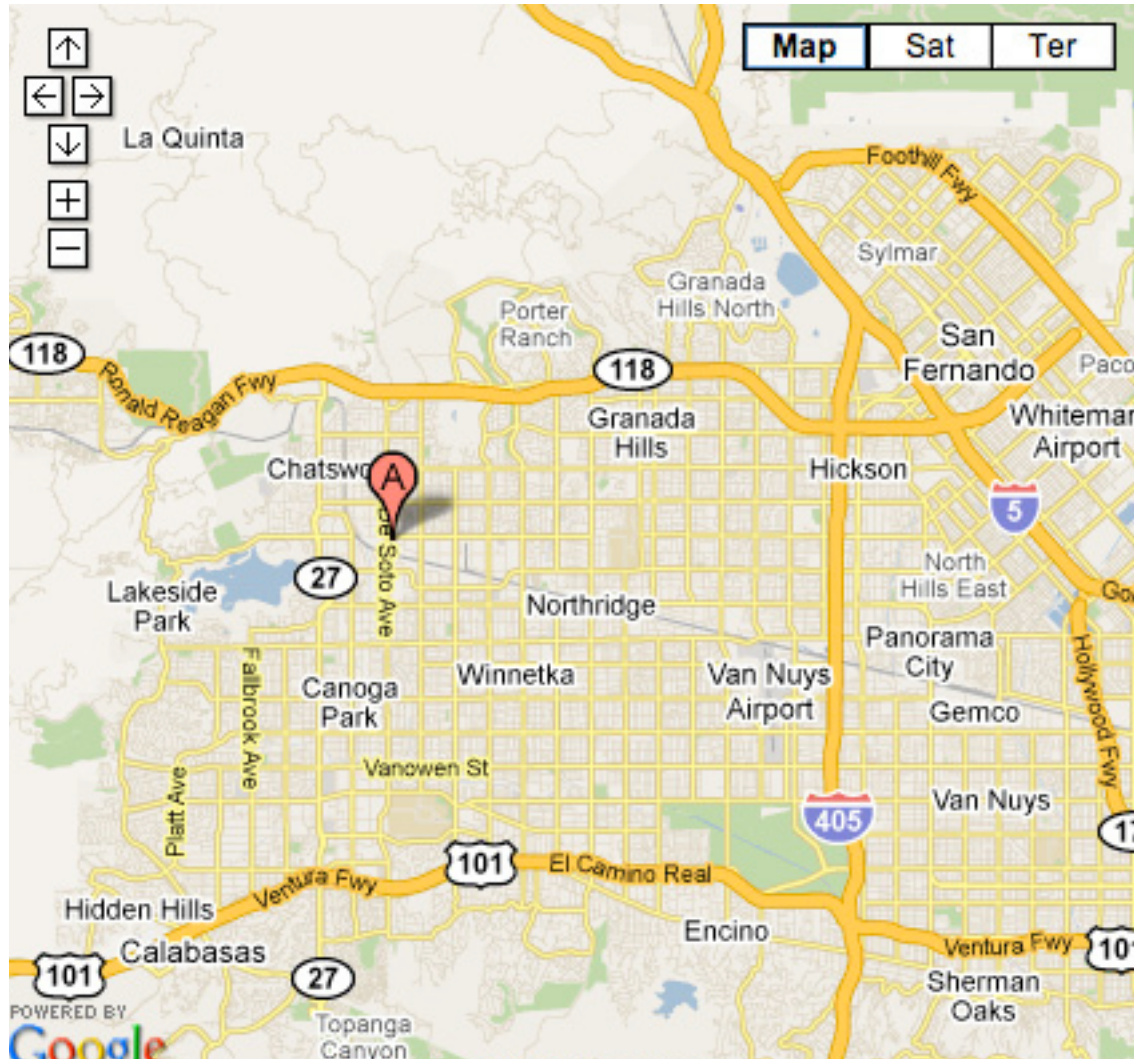 Map Sat Ter
La Quinta
Foothill Fwy
Sylmar
Granada
Hills North
Porter
Ranch
San
Fernando
118
118
Paco
Ronald Reagan Fwy
Granada
Hills
Whiteman
Airport
Chatswo
A
Hickson
5
De Soto Ave
27
North
Hills East
Lakeside
Park
Northridge
Go
Panorama
City
Hollywood Fwy
Fallbrook Ave
Winnetka
Van Nuys
Airport
Canoga
Park
Gemco
Vanowen St
Platt Ave
Van Nuys
405
17
101
El Camino Real
Ventura Fwy
Hidden Hills
Encino
Calabasas
Ventura Fwy
101
101
27
Sherman
Oaks
POWERED BY
Google
Topanga
Canyon